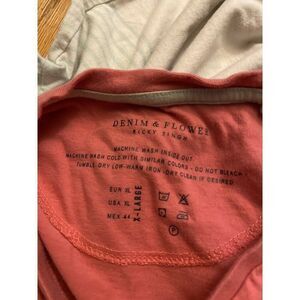 DENIM & FLOWER
RICKY SINGH
MACHINE WASH INSIDE OUT
MACHINE WASH COLD WITH SIMILAR COLORS - DO NOT BLEACH
TUMBLE-DRY LOW-WARM IRON-DRY CLEAN IF DESIRED
EUR XL
USA XL
MEX 44
X-LARGE
P